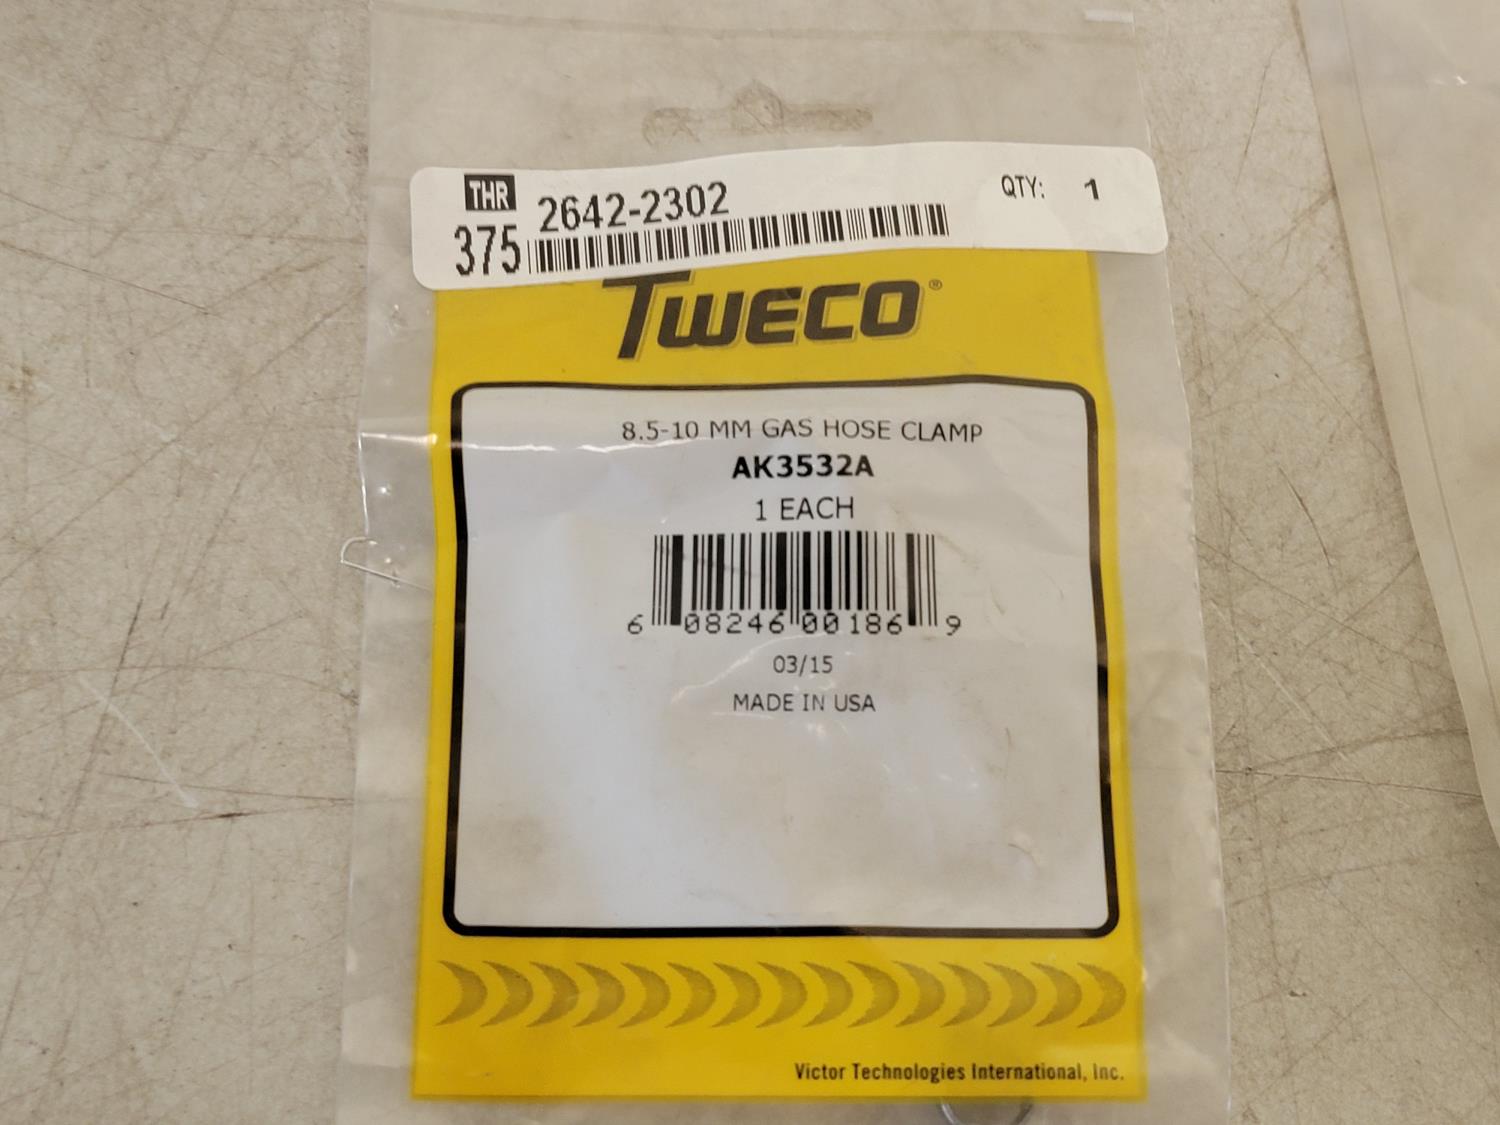 THR 2642-2302 QTY: 1
375
TWECO®
8.5-10 MM GAS HOSE CLAMP
AK3532A
1 EACH
6 08246 00186 9
03/15
MADE IN USA
Victor Technologies International, Inc.